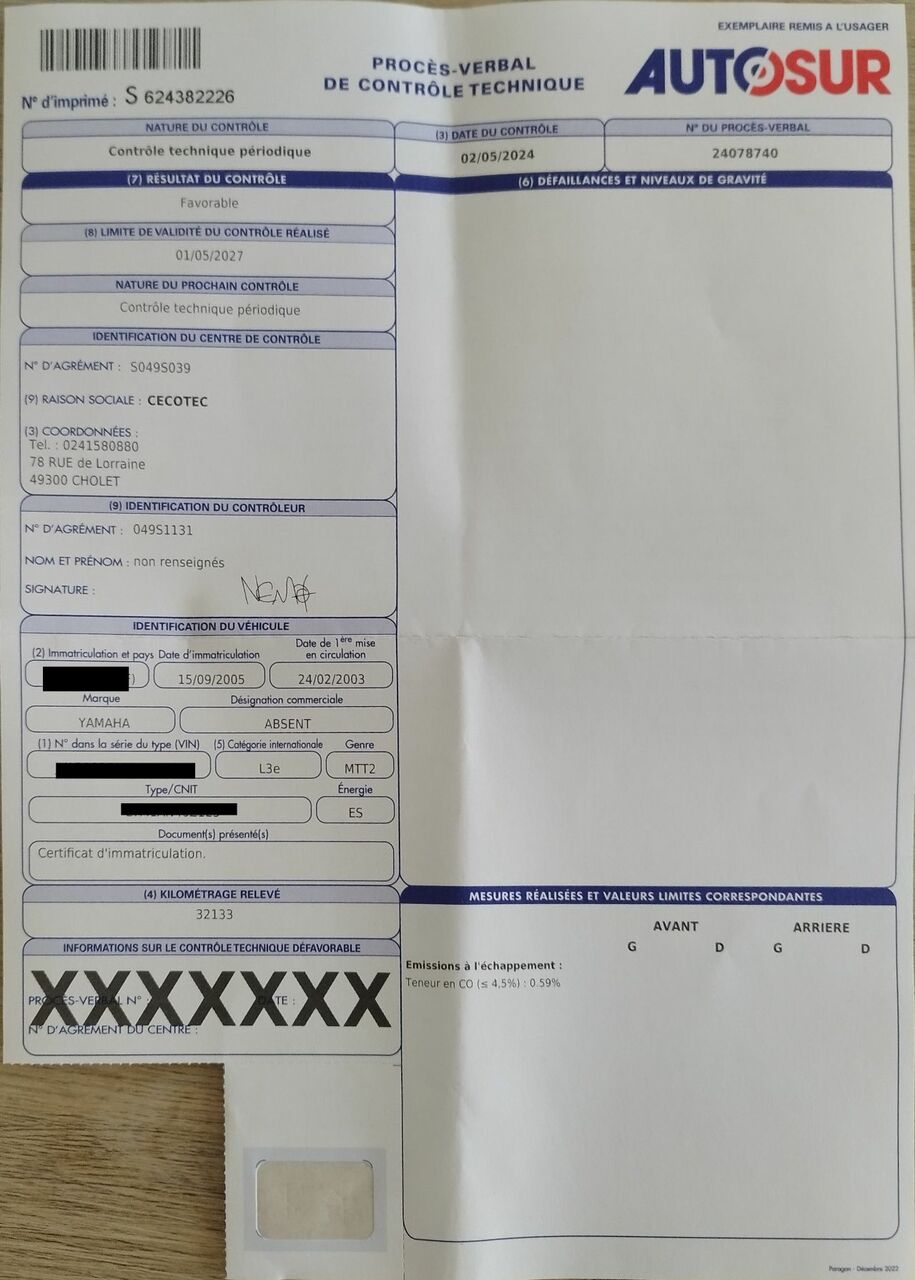 EXEMPLAIRE REMIS A L'USAGER
N° d'imprimé : S 624382226
PROCÈS-VERBAL
DE CONTRÔLE TECHNIQUE
AUTOSUR
NATURE DU CONTRÔLE
Contrôle technique périodique
(3) DATE DU CONTRÔLE
02/05/2024
N° DU PROCÈS-VERBAL
24078740
(7) RÉSULTAT DU CONTRÔLE
Favorable
(6) DÉFAILLANCES ET NIVEAUX DE GRAVITÉ
(8) LIMITE DE VALIDITÉ DU CONTRÔLE RÉALISÉ
01/05/2027
NATURE DU PROCHAIN CONTRÔLE
Contrôle technique périodique
IDENTIFICATION DU CENTRE DE CONTRÔLE
N° D'AGRÉMENT : S049S039
(9) RAISON SOCIALE : CECOTEC
(3) COORDONNÉES :
Tel. : 0241580880
78 RUE de Lorraine
49300 CHOLET
(9) IDENTIFICATION DU CONTRÔLEUR
N° D'AGRÉMENT : 049S1131
NOM ET PRÉNOM : non renseignés
SIGNATURE :
IDENTIFICATION DU VÉHICULE
(2) Immatriculation et pays Date d'immatriculation Date de 1ère mise en circulation
15/09/2005 24/02/2003
Marque Désignation commerciale
YAMAHA ABSENT
(1) N° dans la série du type (VIN) (5) Catégorie internationale Genre
L3e MTT2
Type/CNIT Énergie
ES
Document(s) présenté(s)
Certificat d'immatriculation.
(4) KILOMÉTRAGE RELEVÉ
32133
INFORMATIONS SUR LE CONTRÔLE TECHNIQUE DÉFAVORABLE
XXXXXXX
PROCÈS-VERBAL N° : DATE :
N° D'AGRÉMENT DU CENTRE :
MESURES RÉALISÉES ET VALEURS LIMITES CORRESPONDANTES
AVANT ARRIERE
G D G D
Emissions à l'échappement :
Teneur en CO (≤ 4.5%) : 0.59%
Paragon - Décembre 2022